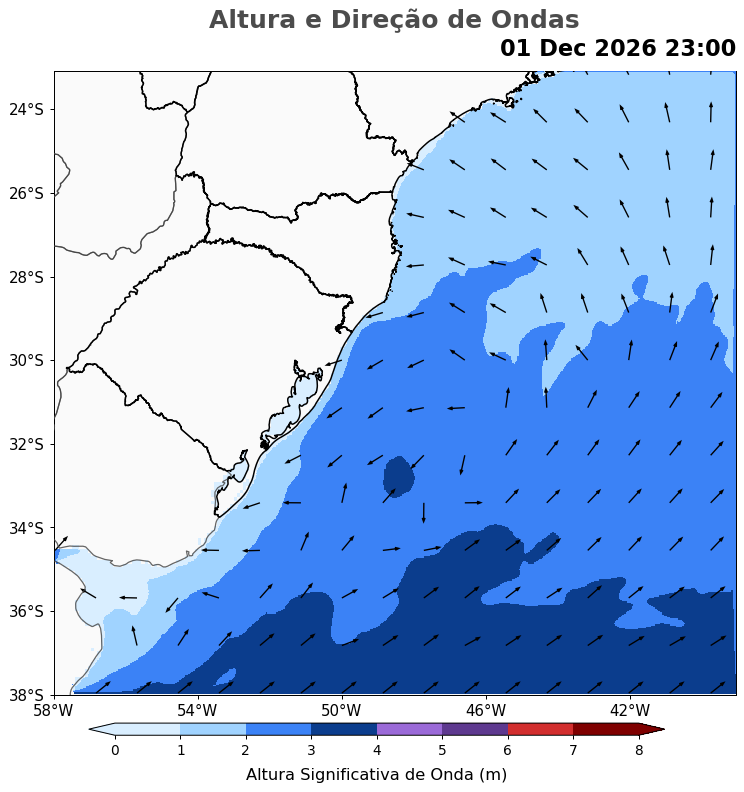 Altura e Direção de Ondas
01 Dec 2026 23:00
24°S
26°S
28°S
30°S
32°S
34°S
36°S
38°S
58°W 54°W 50°W 46°W 42°W
0 1 2 3 4 5 6 7 8
Altura Significativa de Onda (m)